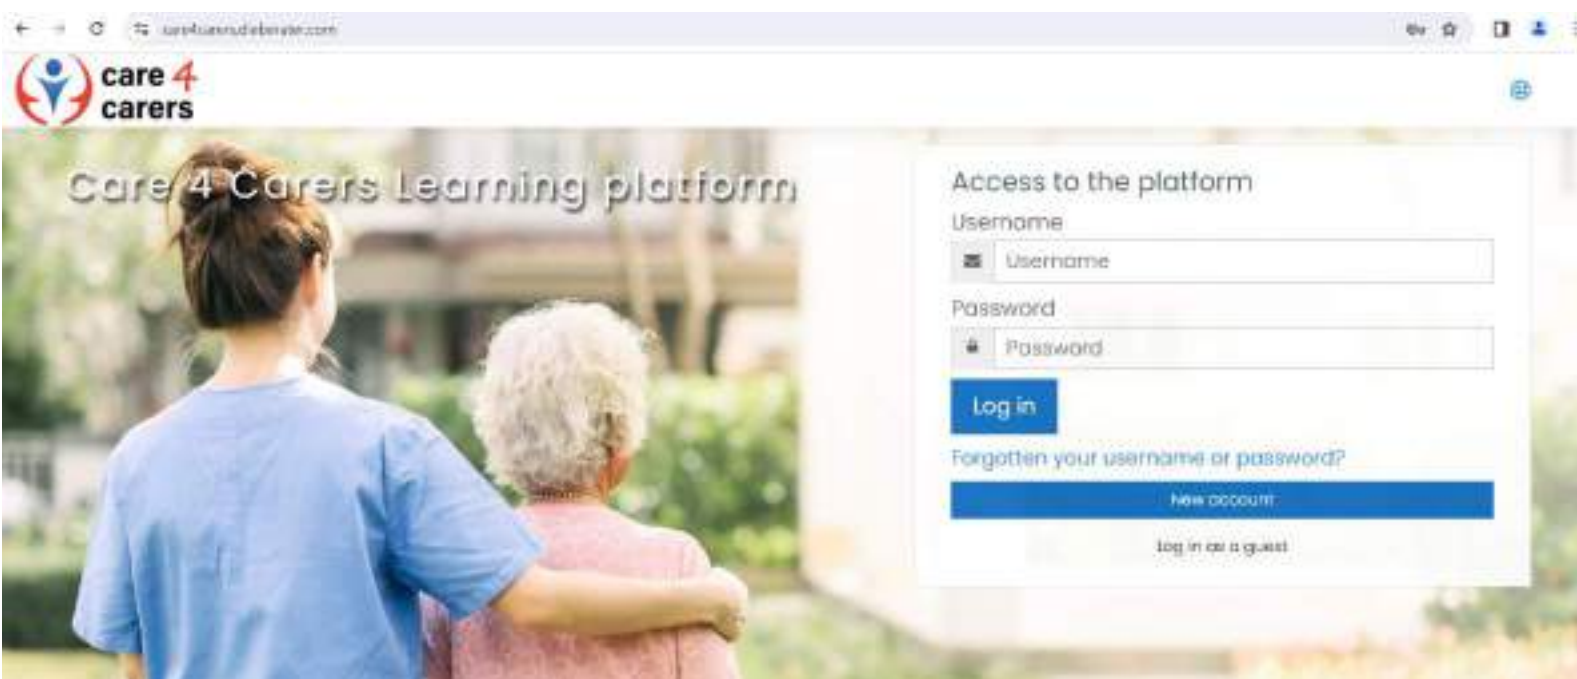 care 4
carers
Care 4 Carers Learning platform
Access to the platform
Username
Username
Password
Password
Log in
Forgotten your username or password?
New account
Log in as a guest